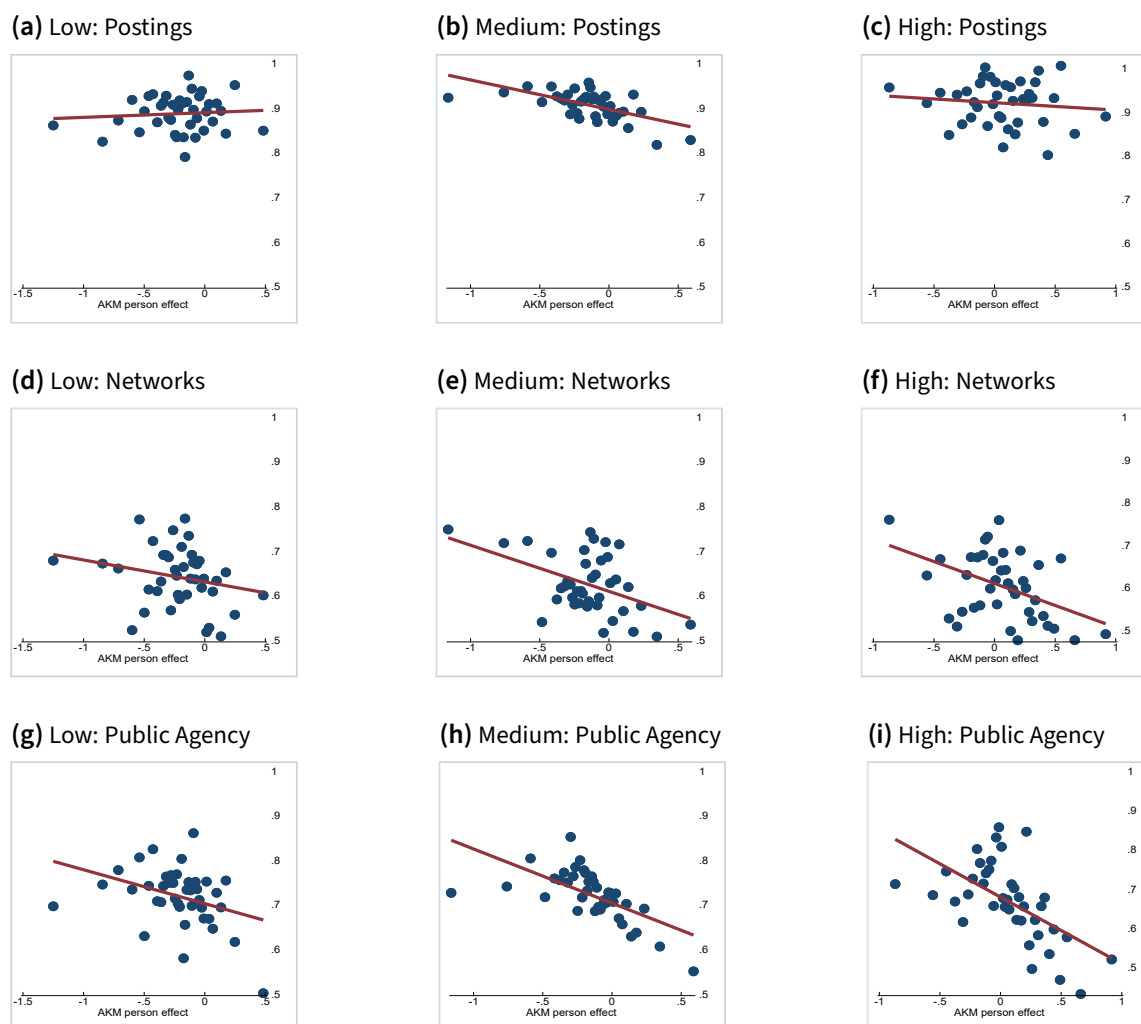 (a) Low: Postings
(b) Medium: Postings
(c) High: Postings
1
.9
.8
.7
.6
.5
-1.5 -1 -.5 0 .5
AKM person effect
1
.9
.8
.7
.6
.5
-1 -.5 0 .5
AKM person effect
1
.9
.8
.7
.6
.5
-1 -.5 0 .5 1
AKM person effect
(d) Low: Networks
(e) Medium: Networks
(f) High: Networks
1
.9
.8
.7
.6
.5
-1.5 -1 -.5 0 .5
AKM person effect
1
.9
.8
.7
.6
.5
-1 -.5 0 .5
AKM person effect
1
.9
.8
.7
.6
.5
-1 -.5 0 .5 1
AKM person effect
(g) Low: Public Agency
(h) Medium: Public Agency
(i) High: Public Agency
1
.9
.8
.7
.6
.5
-1.5 -1 -.5 0 .5
AKM person effect
1
.9
.8
.7
.6
.5
-1 -.5 0 .5
AKM person effect
1
.9
.8
.7
.6
.5
-1 -.5 0 .5 1
AKM person effect